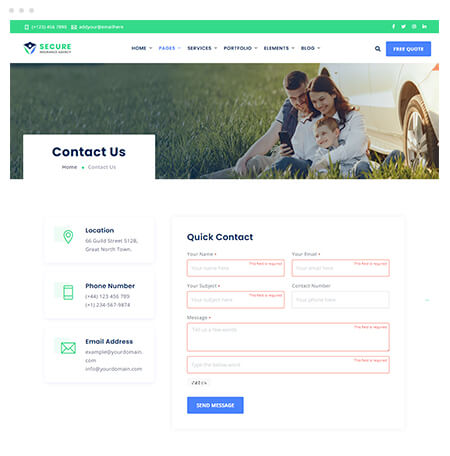 (+123) 456 7890 addyour@emailhere
SECURE
INSURANCE AGENCY
HOME PAGES SERVICES PORTFOLIO ELEMENTS BLOG
FREE QUOTE
Contact Us
Home Contact Us
Location
66 Guild Street 512B,
Great North Town.
Phone Number
(+44) 123 456 789
(+1) 234-567-9874
Email Address
example@yourdomain.
com
info@yourdomain.com
Quick Contact
Your Name * Your Email *
This field is required This field is required
Your name here Your email here
Your Subject * Contact Number
This field is required
Your subject here Your phone here
Message *
This field is required
Tell us a few words
This field is required
Type the below word
SEND MESSAGE